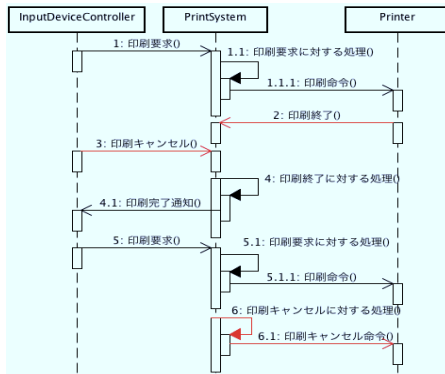 InputDeviceController PrintSystem Printer
1: 印刷要求()
1.1: 印刷要求に対する処理()
1.1.1: 印刷命令()
2: 印刷終了()
3: 印刷キャンセル()
4: 印刷終了に対する処理()
4.1: 印刷完了通知()
5: 印刷要求()
5.1: 印刷要求に対する処理()
5.1.1: 印刷命令()
6: 印刷キャンセルに対する処理()
6.1: 印刷キャンセル命令()